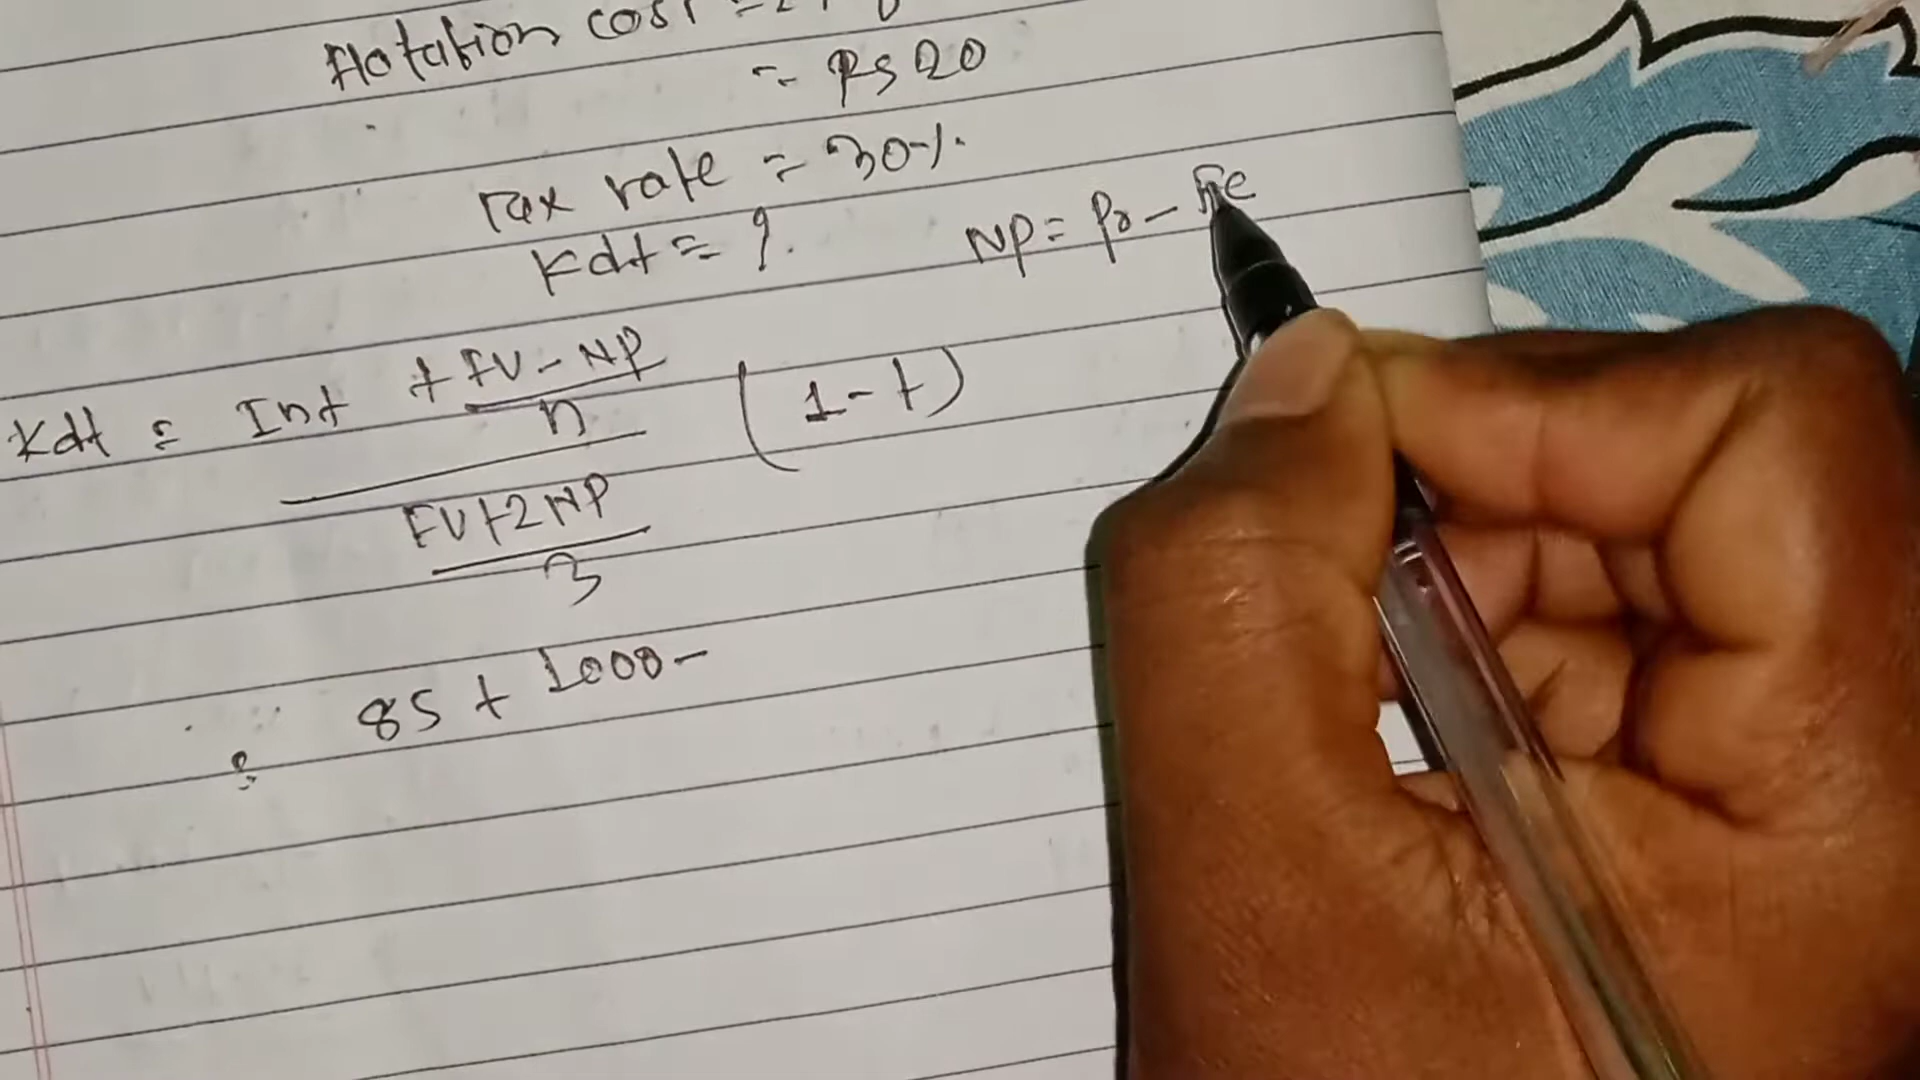 Flotation cost =
= Rs 20
Tax rate = 30%.
Kdt = ?.
NP = P0 - Fc
Kdt = Int + FV - NP
n
(1-t)
FV+2NP
3
= 85 + 1000 -